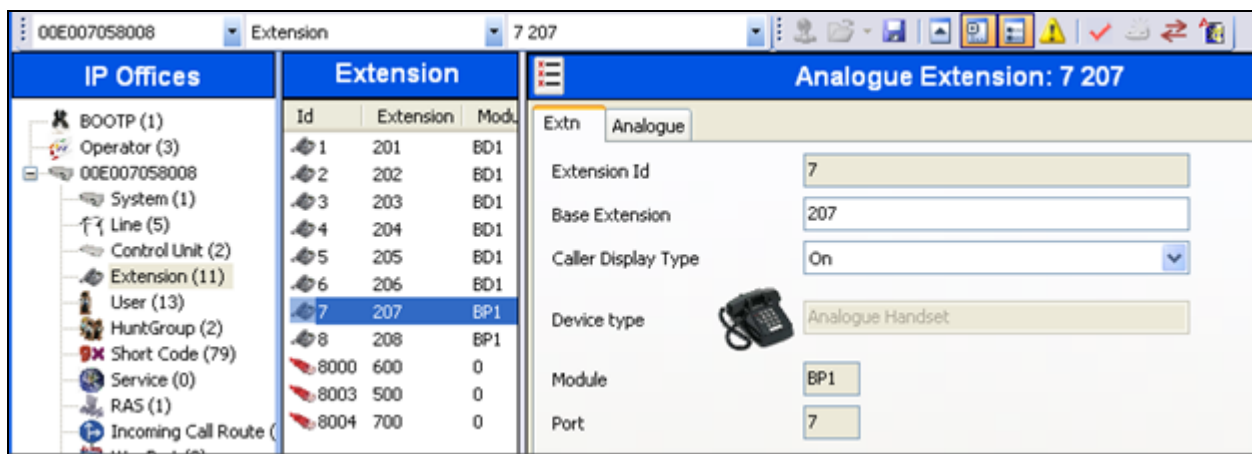 00E007058008 Extension 7 207
IP Offices
BOOTP (1)
Operator (3)
00E007058008
System (1)
Line (5)
Control Unit (2)
Extension (11)
User (13)
HuntGroup (2)
Short Code (79)
Service (0)
RAS (1)
Incoming Call Route (
Extension
Id Extension Modu
1 201 BD1
2 202 BD1
3 203 BD1
4 204 BD1
5 205 BD1
6 206 BD1
7 207 BP1
8 208 BP1
8000 600 0
8003 500 0
8004 700 0
Analogue Extension: 7 207
Extn Analogue
Extension Id 7
Base Extension 207
Caller Display Type On
Device type Analogue Handset
Module BP1
Port 7